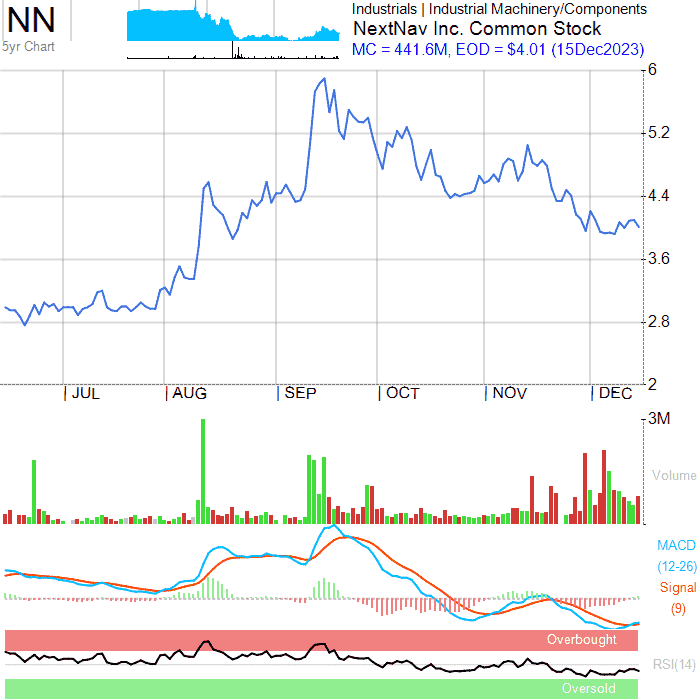 NN
5yr Chart
Industrials | Industrial Machinery/Components
NextNav Inc. Common Stock
MC = 441.6M, EOD = $4.01 (15Dec2023)
6
5.2
4.4
3.6
2.8
2
JUL
AUG
SEP
OCT
NOV
DEC
3M
Volume
MACD
(12-26)
Signal
(9)
Overbought
RSI(14)
Oversold